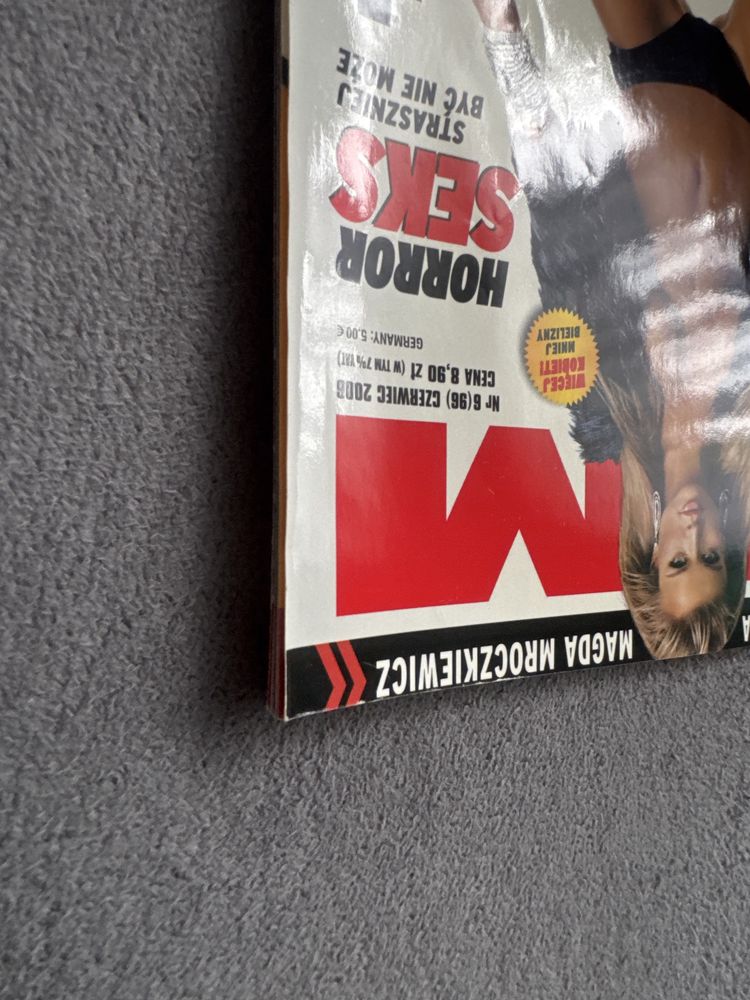 MAGDA MROCZKIEWICZ
M
Nr 6(96) CZERWIEC 2006
CENA 8,90 zł (W TYM 7% VAT)
GERMANY: 5,00 €
WIĘCEJ
KOBIET!
MNIEJ
BIELIZNY
HORROR
SEKS
STRASZNIEJ
BYĆ NIE MOŻE